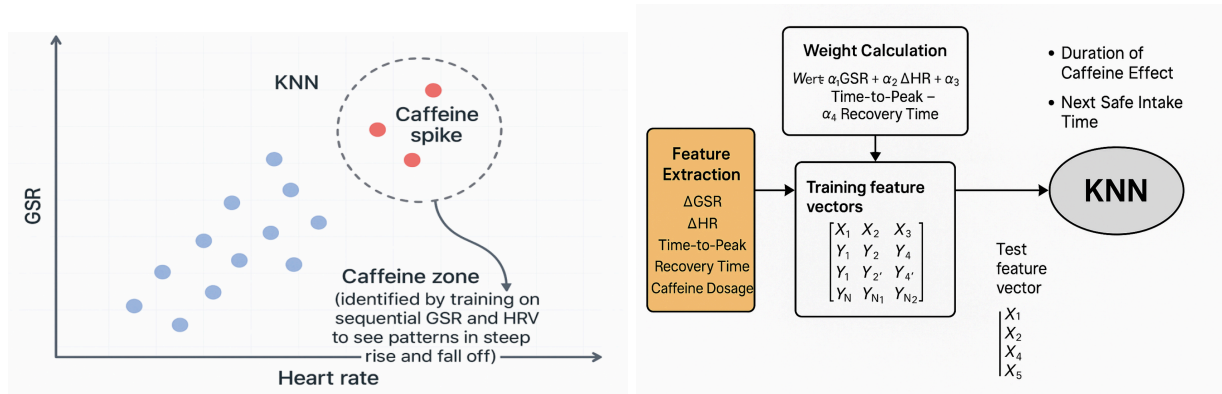 KNN
Caffeine
spike
GSR
Caffeine zone
(identified by training on
sequential GSR and HRV
to see patterns in steep
rise and fall off)
Heart rate
Weight Calculation
Wert α₁GSR + α₂ ΔHR + α₃
Time-to-Peak –
α₄ Recovery Time
Feature
Extraction
ΔGSR
ΔHR
Time-to-Peak
Recovery Time
Caffeine Dosage
Training feature
vectors
X₁ X₂ X₃
Y₁ Y₂ Y₄
Y₁ Y₂′ Y₄′
Y_N Y_N₁ Y_N₂
• Duration of
Caffeine Effect
• Next Safe Intake
Time
KNN
Test
feature
vector
X₁
X₂
X₄
X₅